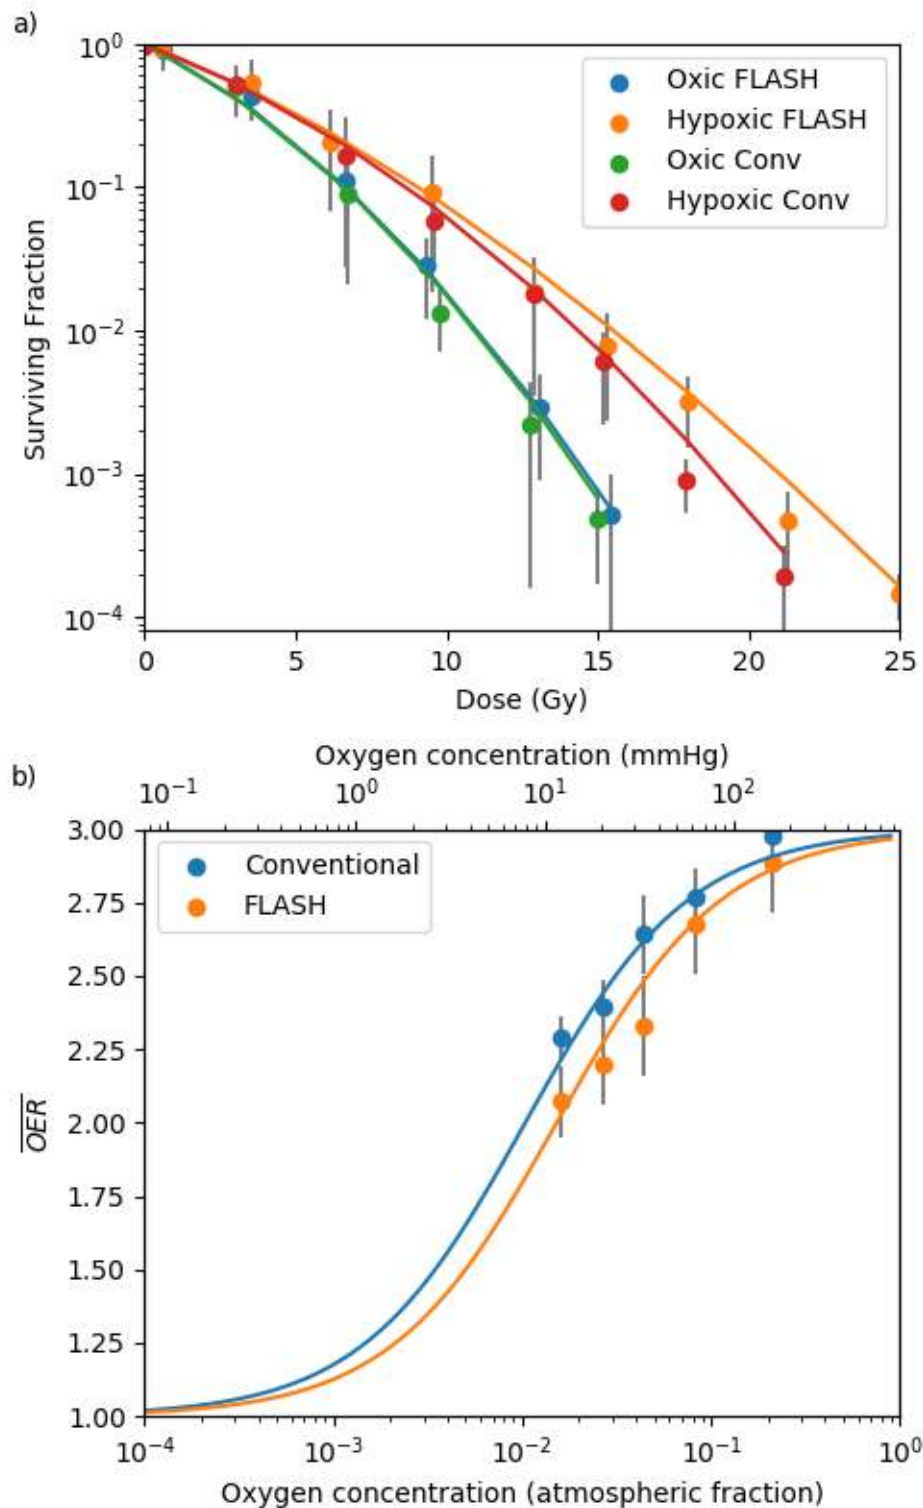 a)
10^0
10^-1
10^-2
10^-3
10^-4
Surviving Fraction
Oxic FLASH
Hypoxic FLASH
Oxic Conv
Hypoxic Conv
0 5 10 15 20 25
Dose (Gy)
b)
Oxygen concentration (mmHg)
10^-1 10^0 10^1 10^2
3.00
2.75
2.50
2.25
2.00
1.75
1.50
1.25
1.00
OER
Conventional
FLASH
10^-4 10^-3 10^-2 10^-1 10^0
Oxygen concentration (atmospheric fraction)